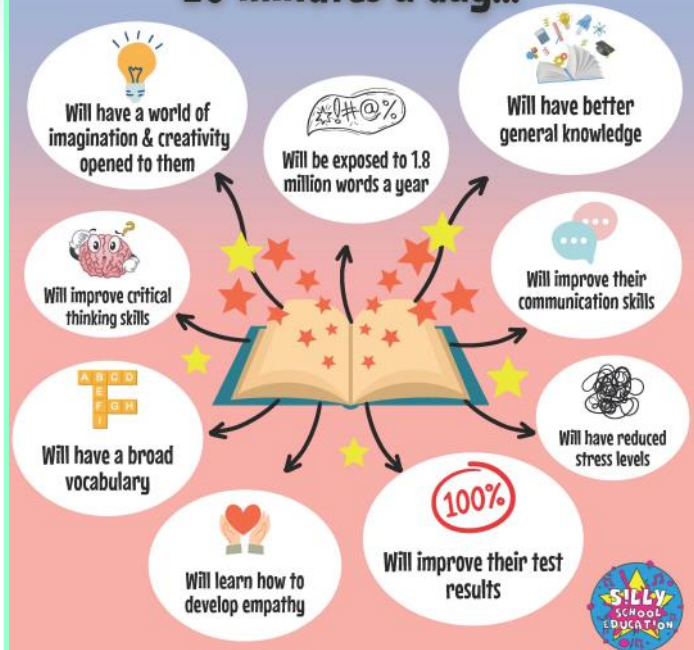 Will have a world of
imagination & creativity
opened to them
*!#@%
Will be exposed to 1.8
million words a year
Will have better
general knowledge
Will improve critical
thinking skills
Will improve their
communication skills
A B C D
E
F G H
I
Will have a broad
vocabulary
Will have reduced
stress levels
100%
Will improve their test
results
Will learn how to
develop empathy
SILLY
SCHOOL
EDUCATION